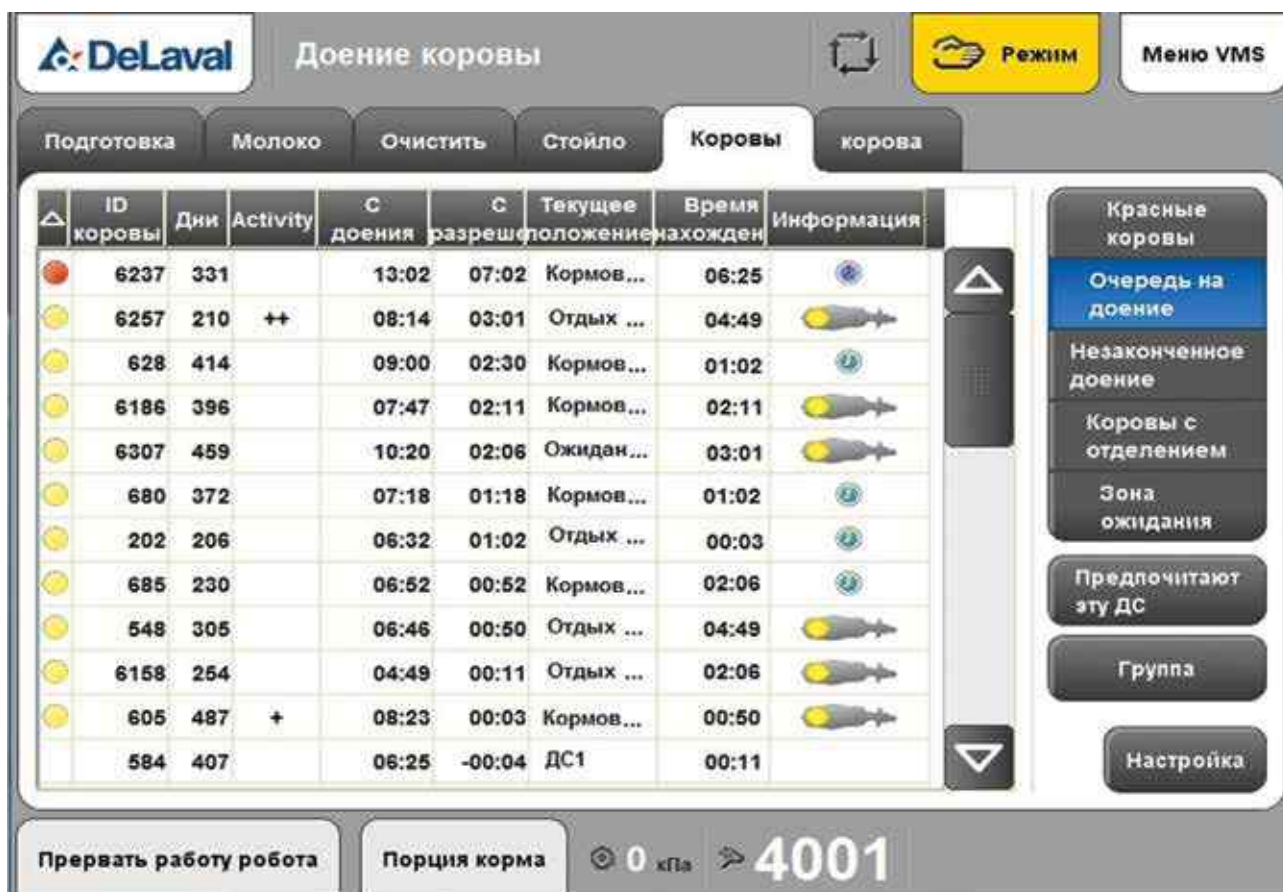 DeLaval Доение коровы Режим Меню VMS
Подготовка Молоко Очистить Стойло Коровы корова
ID коровы Дни Activity С доения С разреше положение Текущее Время нахожден Информация
6237 331 13:02 07:02 Кормов... 06:25
6257 210 ++ 08:14 03:01 Отдых ... 04:49
628 414 09:00 02:30 Кормов... 01:02
6186 396 07:47 02:11 Кормов... 02:11
6307 459 10:20 02:06 Ожидан... 03:01
680 372 07:18 01:18 Кормов... 01:02
202 206 06:32 01:02 Отдых ... 00:03
685 230 06:52 00:52 Кормов... 02:06
548 305 06:46 00:50 Отдых ... 04:49
6158 254 04:49 00:11 Отдых ... 02:06
605 487 + 08:23 00:03 Кормов... 00:50
584 407 06:25 -00:04 ДС1 00:11
Красные
коровы
Очередь на
доение
Незаконченное
доение
Коровы с
отделением
Зона
ожидания
Предпочитают
эту ДС
Группа
Настройка
Прервать работу робота Порция корма 0 кПа 4001